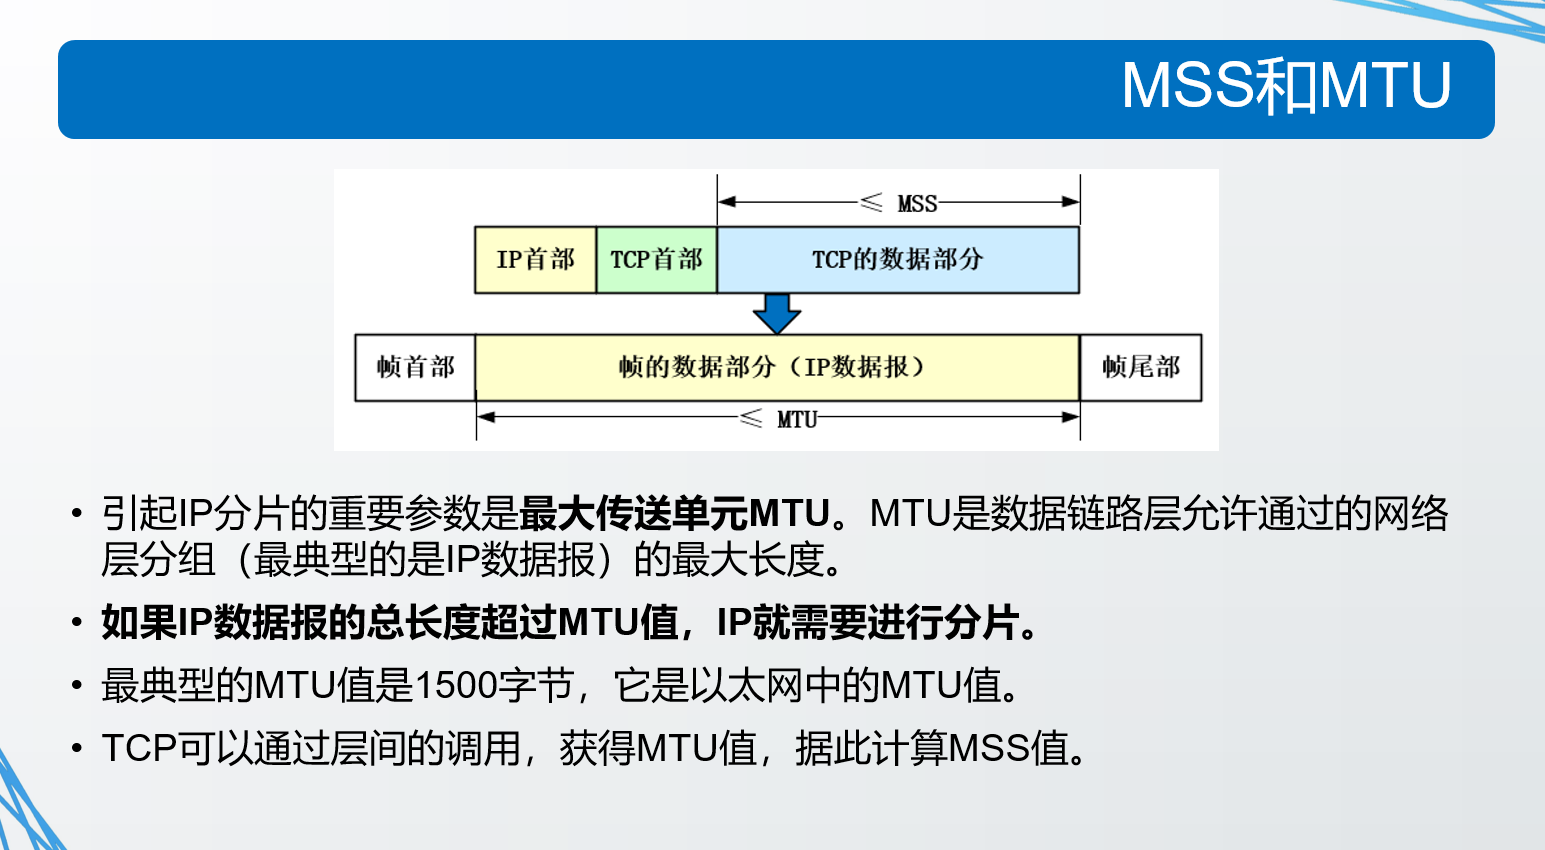 MSS和MTU
≤ MSS
IP首部 TCP首部 TCP的数据部分
帧首部 帧的数据部分（IP数据报） 帧尾部
≤ MTU
• 引起IP分片的重要参数是最大传送单元MTU。MTU是数据链路层允许通过的网络
层分组（最典型的是IP数据报）的最大长度。
• 如果IP数据报的总长度超过MTU值，IP就需要进行分片。
• 最典型的MTU值是1500字节，它是以太网中的MTU值。
• TCP可以通过层间的调用，获得MTU值，据此计算MSS值。